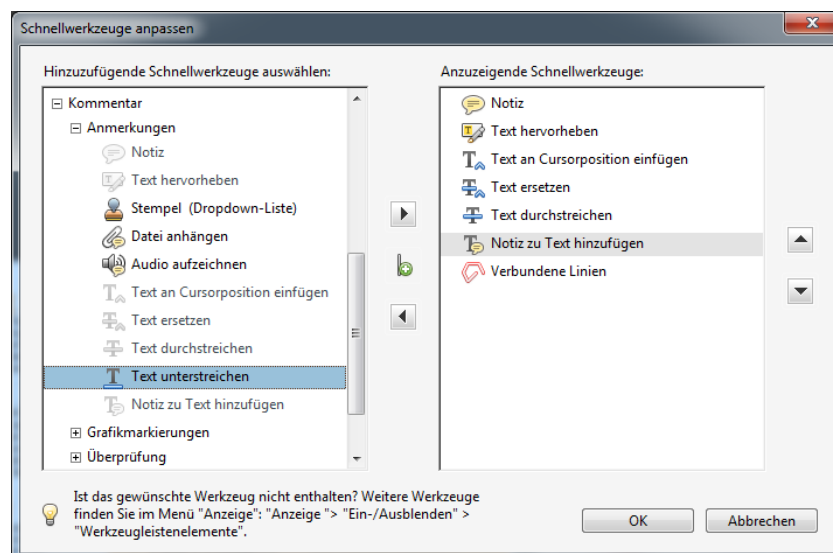 Schnellwerkzeuge anpassen
Hinzuzufügende Schnellwerkzeuge auswählen:
Kommentar
Anmerkungen
Notiz
Text hervorheben
Stempel (Dropdown-Liste)
Datei anhängen
Audio aufzeichnen
Text an Cursorposition einfügen
Text ersetzen
Text durchstreichen
Text unterstreichen
Notiz zu Text hinzufügen
Grafikmarkierungen
Überprüfung
Anzuzeigende Schnellwerkzeuge:
Notiz
Text hervorheben
Text an Cursorposition einfügen
Text ersetzen
Text durchstreichen
Notiz zu Text hinzufügen
Verbundene Linien
Ist das gewünschte Werkzeug nicht enthalten? Weitere Werkzeuge
finden Sie im Menü "Anzeige": "Anzeige "> "Ein-/Ausblenden" >
"Werkzeugleistenelemente".
OK
Abbrechen